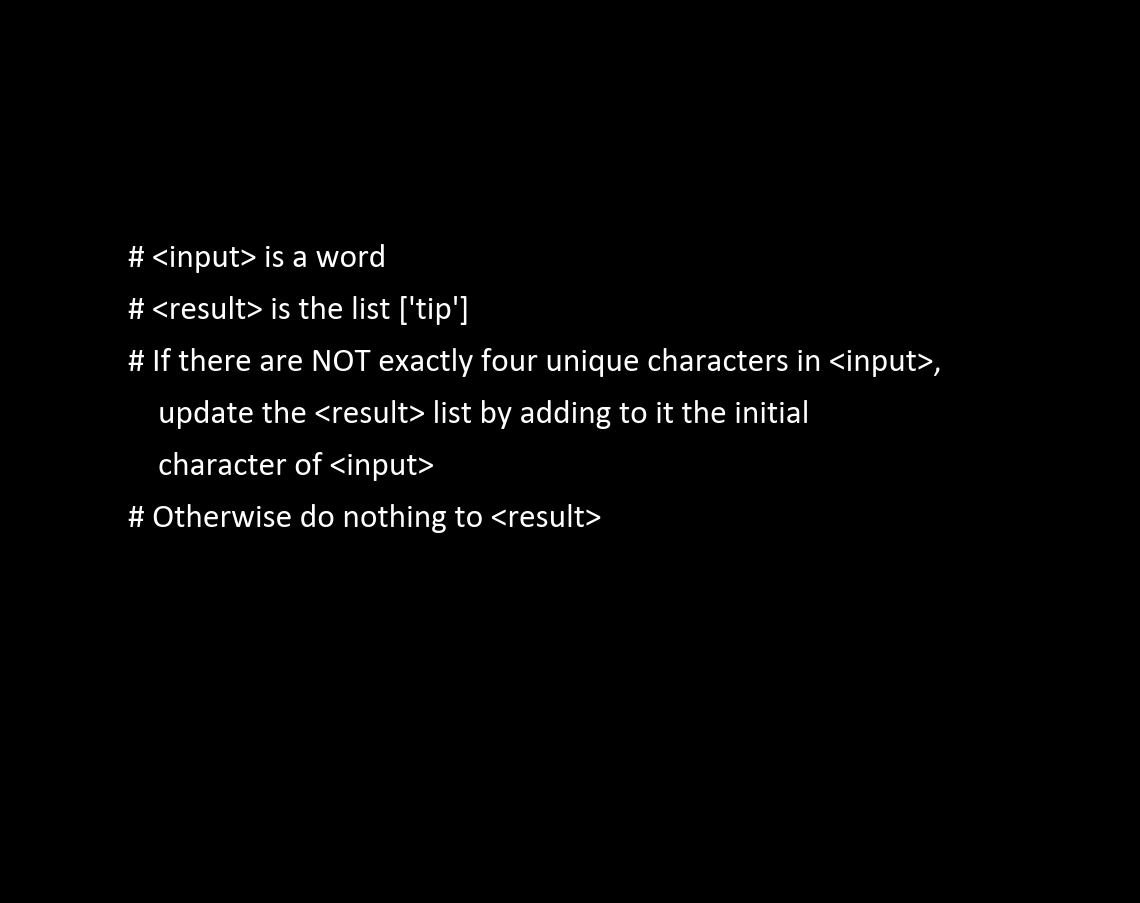 # <input> is a word
# <result> is the list ['tip']
# If there are NOT exactly four unique characters in <input>,
update the <result> list by adding to it the initial
character of <input>
# Otherwise do nothing to <result>